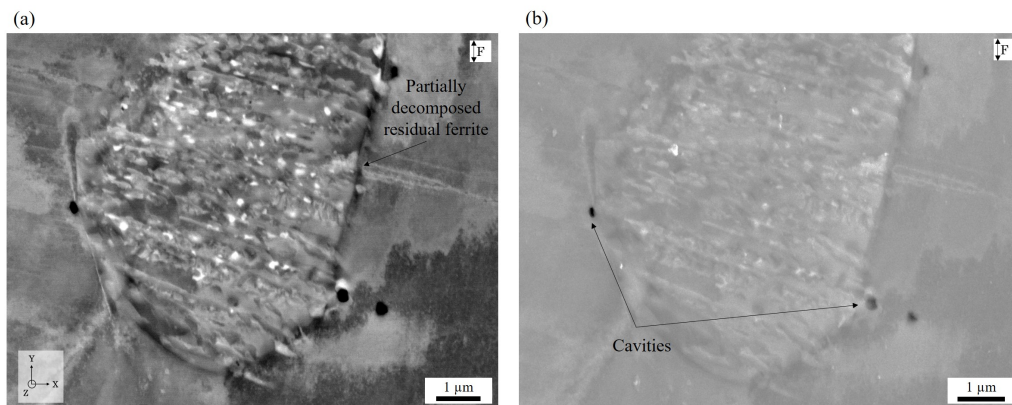 (a)
(b)
F
F
Partially
decomposed
residual ferrite
Cavities
Y
X
Z
1 µm
1 µm